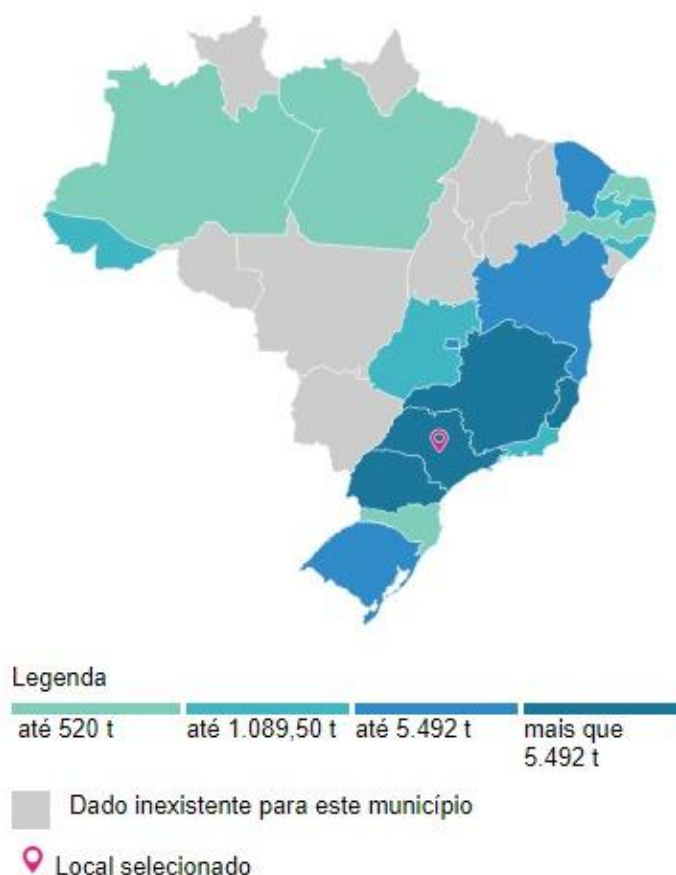 Legenda
até 520 t
até 1.089,50 t
até 5.492 t
mais que
5.492 t
Dado inexistente para este município
Local selecionado